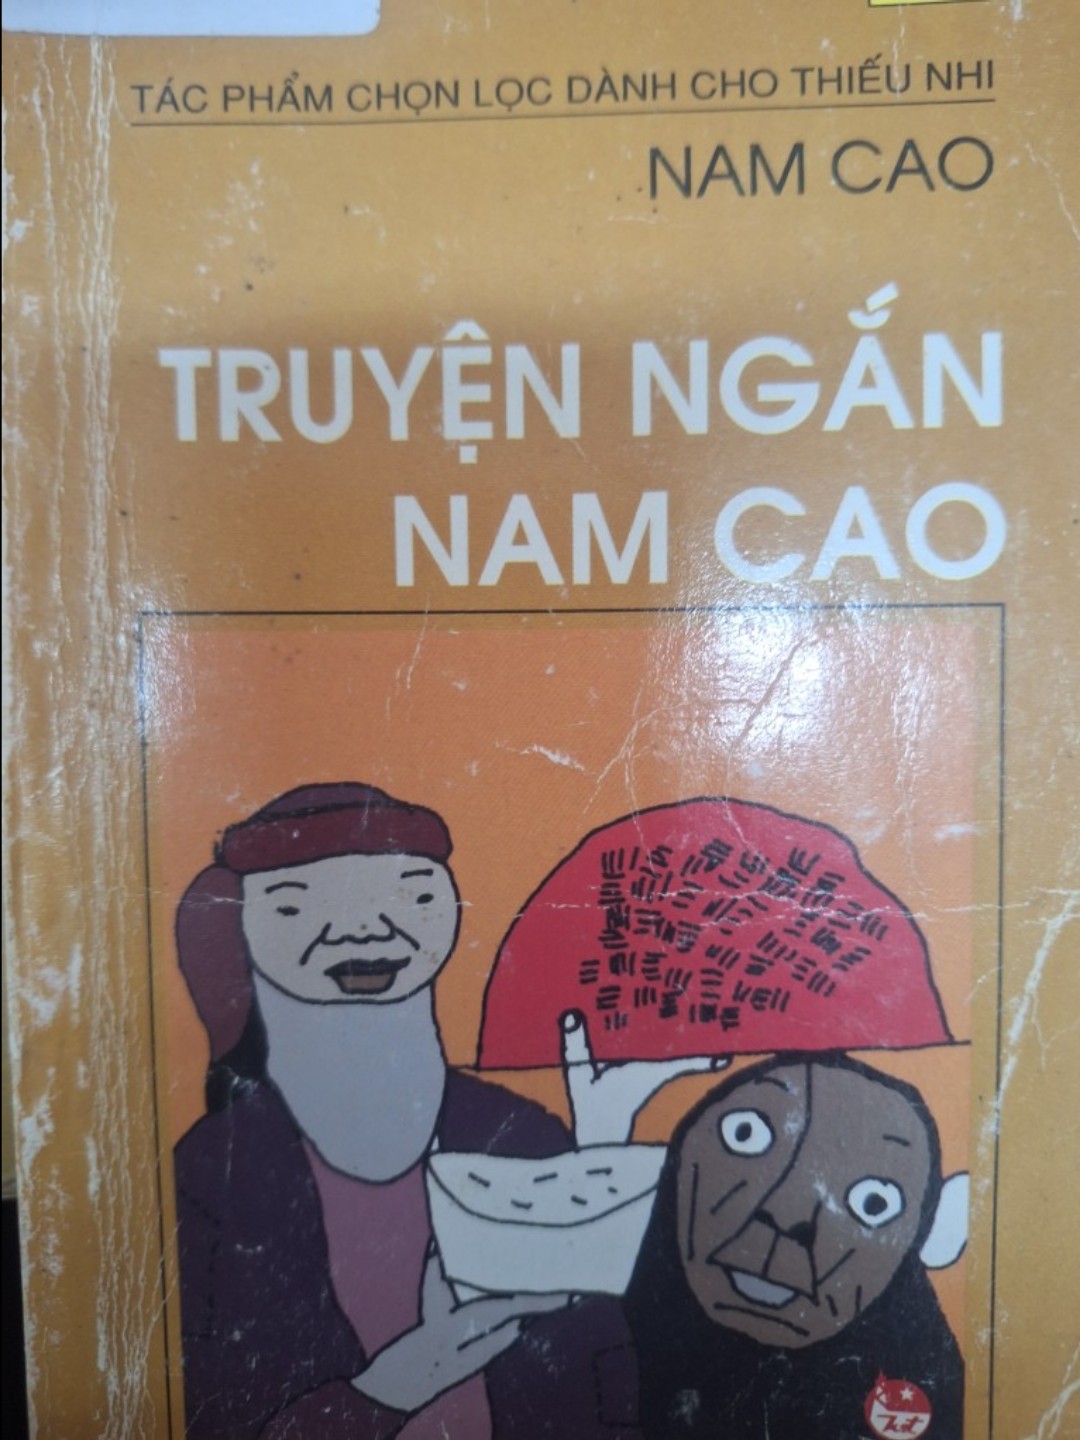 TÁC PHẨM CHỌN LỌC DÀNH CHO THIẾU NHI
NAM CAO
TRUYỆN NGẮN
NAM CAO